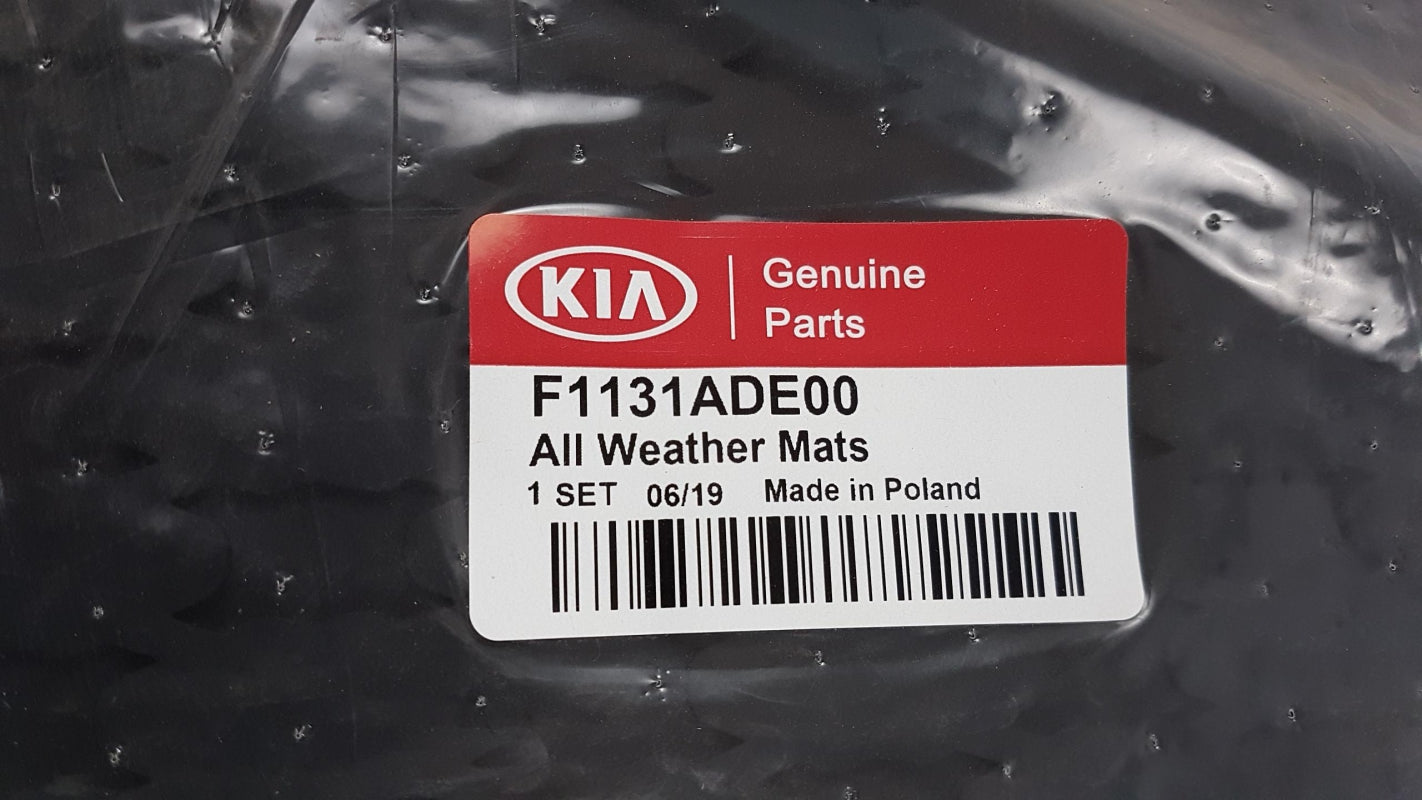 KIA
Genuine
Parts
F1131ADE00
All Weather Mats
1 SET 06/19 Made in Poland